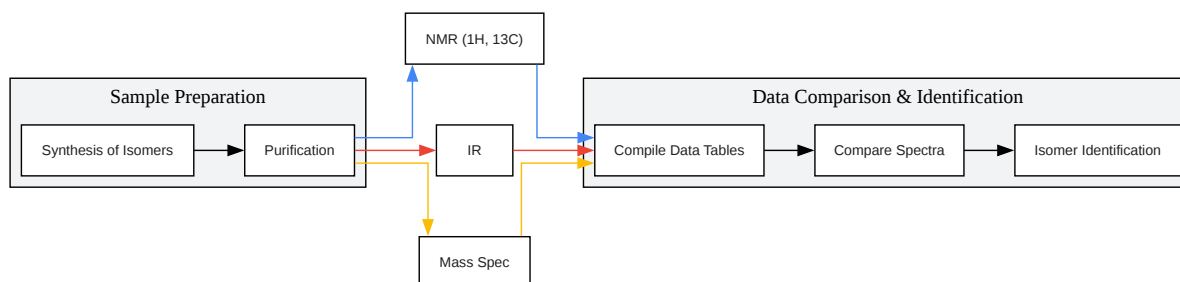 NMR (1H, 13C)
Sample Preparation
Data Comparison & Identification
Synthesis of Isomers
Purification
IR
Compile Data Tables
Compare Spectra
Isomer Identification
Mass Spec